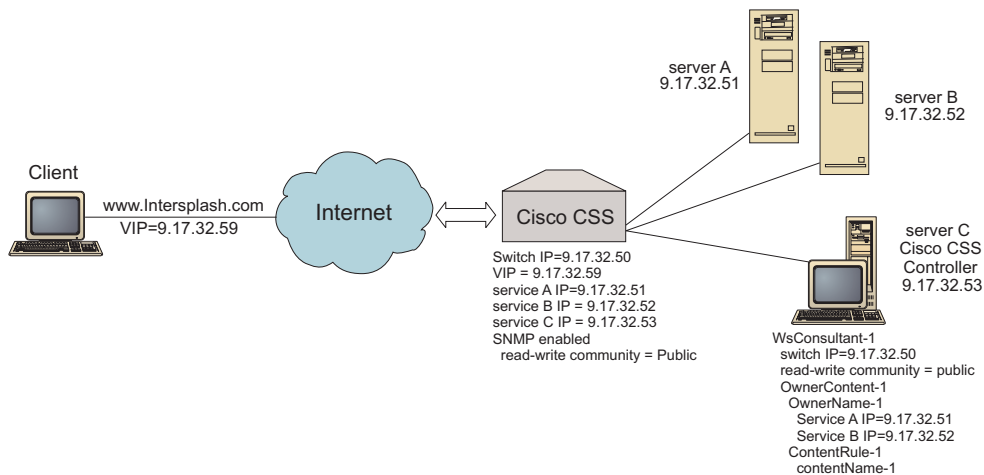 server A
9.17.32.51
server B
9.17.32.52
Client
www.Intersplash.com
VIP=9.17.32.59
Internet
Cisco CSS
Switch IP=9.17.32.50
VIP = 9.17.32.59
service A IP=9.17.32.51
service B IP = 9.17.32.52
service C IP = 9.17.32.53
SNMP enabled
read-write community = Public
server C
Cisco CSS
Controller
9.17.32.53
WsConsultant-1
switch IP=9.17.32.50
read-write community = public
OwnerContent-1
OwnerName-1
Service A IP=9.17.32.51
Service B IP=9.17.32.52
ContentRule-1
contentName-1